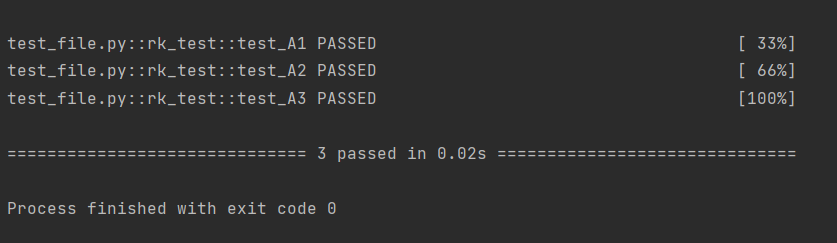 test_file.py::rk_test::test_A1 PASSED [ 33%]
test_file.py::rk_test::test_A2 PASSED [ 66%]
test_file.py::rk_test::test_A3 PASSED [100%]
============================== 3 passed in 0.02s ==============================
Process finished with exit code 0